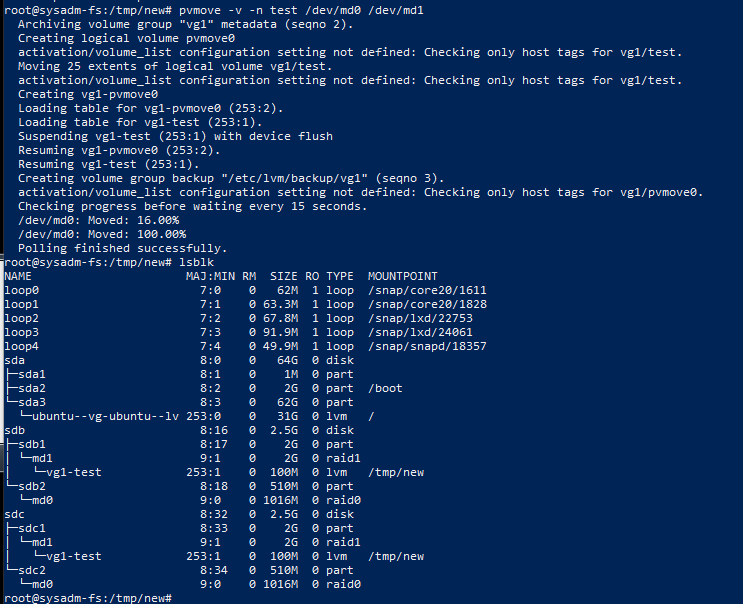 root@sysadm-fs:/tmp/new# pvmove -v -n test /dev/md0 /dev/md1
  Archiving volume group "vg1" metadata (seqno 2).
  Creating logical volume pvmove0
  activation/volume_list configuration setting not defined: Checking only host tags for vg1/test.
  Moving 25 extents of logical volume vg1/test.
  activation/volume_list configuration setting not defined: Checking only host tags for vg1/test.
  Creating vg1-pvmove0
  Loading table for vg1-pvmove0 (253:2).
  Loading table for vg1-test (253:1).
  Suspending vg1-test (253:1) with device flush
  Resuming vg1-pvmove0 (253:2).
  Resuming vg1-test (253:1).
  Creating volume group backup "/etc/lvm/backup/vg1" (seqno 3).
  activation/volume_list configuration setting not defined: Checking only host tags for vg1/pvmove0.
  Checking progress before waiting every 15 seconds.
  /dev/md0: Moved: 16.00%
  /dev/md0: Moved: 100.00%
  Polling finished successfully.
root@sysadm-fs:/tmp/new# lsblk
NAME                      MAJ:MIN RM  SIZE RO TYPE  MOUNTPOINT
loop0                       7:0    0   62M  1 loop  /snap/core20/1611
loop1                       7:1    0 63.3M  1 loop  /snap/core20/1828
loop2                       7:2    0 67.8M  1 loop  /snap/lxd/22753
loop3                       7:3    0 91.9M  1 loop  /snap/lxd/24061
loop4                       7:4    0 49.9M  1 loop  /snap/snapd/18357
sda                         8:0    0   64G  0 disk
├─sda1                      8:1    0    1M  0 part
├─sda2                      8:2    0    2G  0 part  /boot
└─sda3                      8:3    0   62G  0 part
  └─ubuntu--vg-ubuntu--lv 253:0    0   31G  0 lvm   /
sdb                         8:16   0  2.5G  0 disk
├─sdb1                      8:17   0    2G  0 part
│ └─md1                     9:1    0    2G  0 raid1
│   └─vg1-test            253:1    0  100M  0 lvm   /tmp/new
└─sdb2                      8:18   0  510M  0 part
  └─md0                     9:0    0 1016M  0 raid0
sdc                         8:32   0  2.5G  0 disk
├─sdc1                      8:33   0    2G  0 part
│ └─md1                     9:1    0    2G  0 raid1
│   └─vg1-test            253:1    0  100M  0 lvm   /tmp/new
└─sdc2                      8:34   0  510M  0 part
  └─md0                     9:0    0 1016M  0 raid0
root@sysadm-fs:/tmp/new#